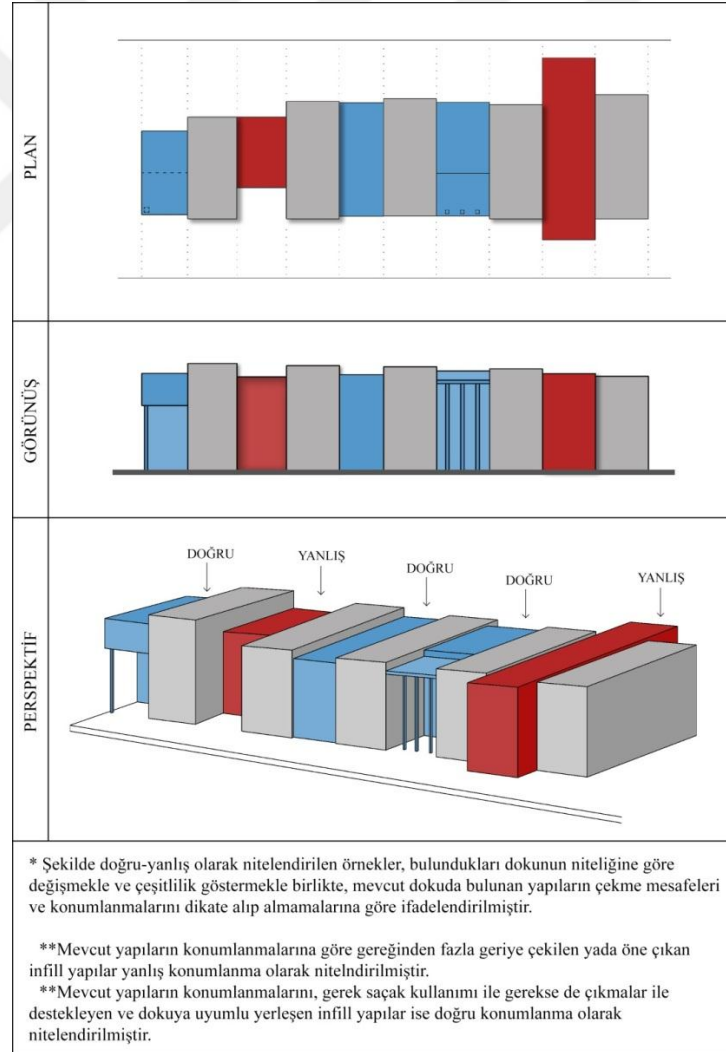 PLAN
GÖRÜNÜŞ
PERSPEKTİF
DOĞRU
YANLIŞ
DOĞRU
DOĞRU
YANLIŞ
* Şekilde doğru-yanlış olarak nitelendirilen örnekler, bulundukları dokunun niteliğine göre
değişmekle ve çeşitlilik göstermekle birlikte, mevcut dokuda bulunan yapıların çekme mesafeleri
ve konumlanmalarını dikate alıp almamalarına göre ifadelendirilmiştir.
**Mevcut yapıların konumlanmalarına göre gereğinden fazla geriye çekilen yada öne çıkan
infill yapılar yanlış konumlanma olarak nitelndirilmiştir.
**Mevcut yapıların konumlanmalarını, gerek saçak kullanımı ile gerekse de çıkmalar ile
destekleyen ve dokuya uyumlu yerleşen infill yapılar ise doğru konumlanma olarak
nitelendirilmiştir.